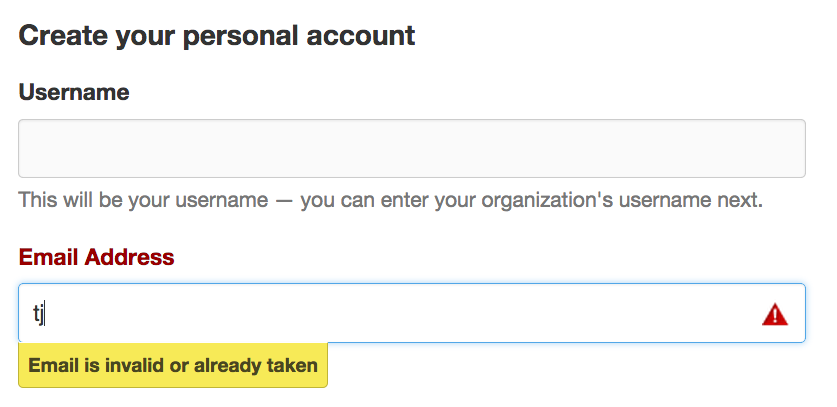 Create your personal account
Username
This will be your username — you can enter your organization's username next.
Email Address
tj
Email is invalid or already taken